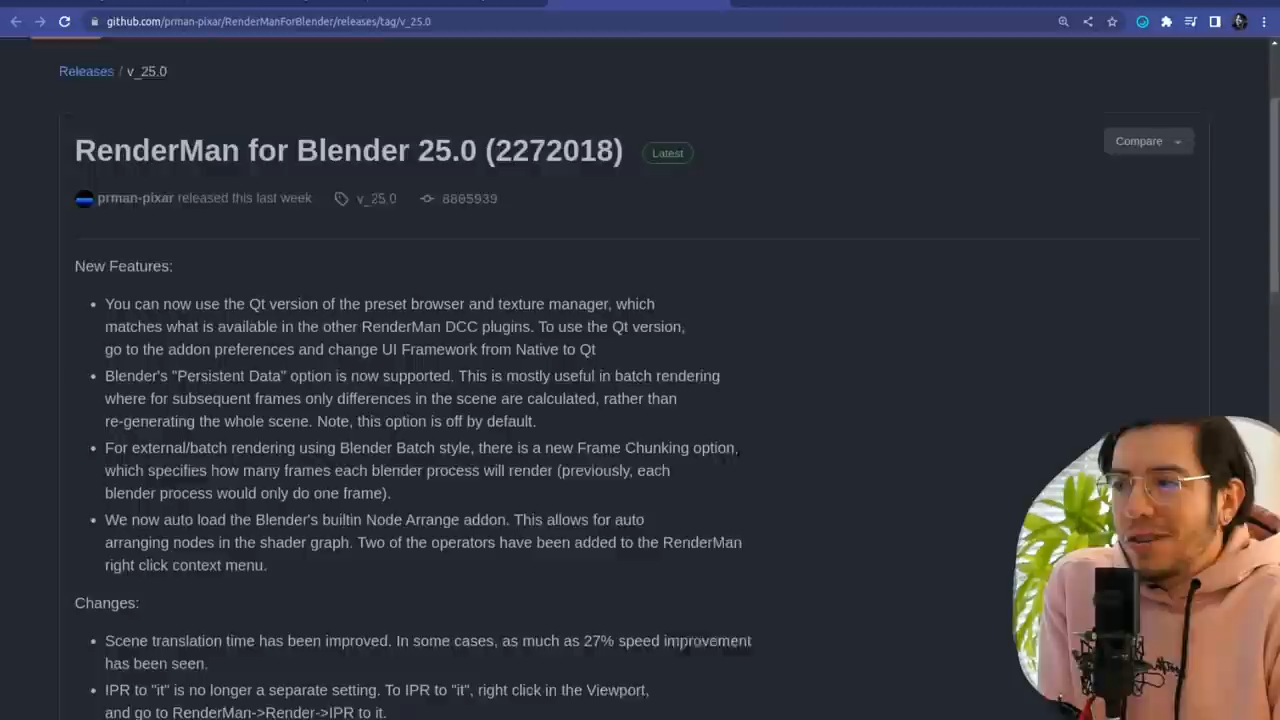 github.com/prman-pixar/RenderManForBlender/releases/tag/v_25.0
Releases / v_25.0
RenderMan for Blender 25.0 (2272018)
Latest
Compare
prman-pixar released this last week
v_25.0
8805939
New Features:
You can now use the Qt version of the preset browser and texture manager, which
matches what is available in the other RenderMan DCC plugins. To use the Qt version,
go to the addon preferences and change UI Framework from Native to Qt
Blender's "Persistent Data" option is now supported. This is mostly useful in batch rendering
where for subsequent frames only differences in the scene are calculated, rather than
re-generating the whole scene. Note, this option is off by default.
For external/batch rendering using Blender Batch style, there is a new Frame Chunking option,
which specifies how many frames each blender process will render (previously, each
blender process would only do one frame).
We now auto load the Blender's builtin Node Arrange addon. This allows for auto
arranging nodes in the shader graph. Two of the operators have been added to the RenderMan
right click context menu.
Changes:
Scene translation time has been improved. In some cases, as much as 27% speed improvement
has been seen.
IPR to "it" is no longer a separate setting. To IPR to "it", right click in the Viewport,
and go to RenderMan->Render->IPR to it.